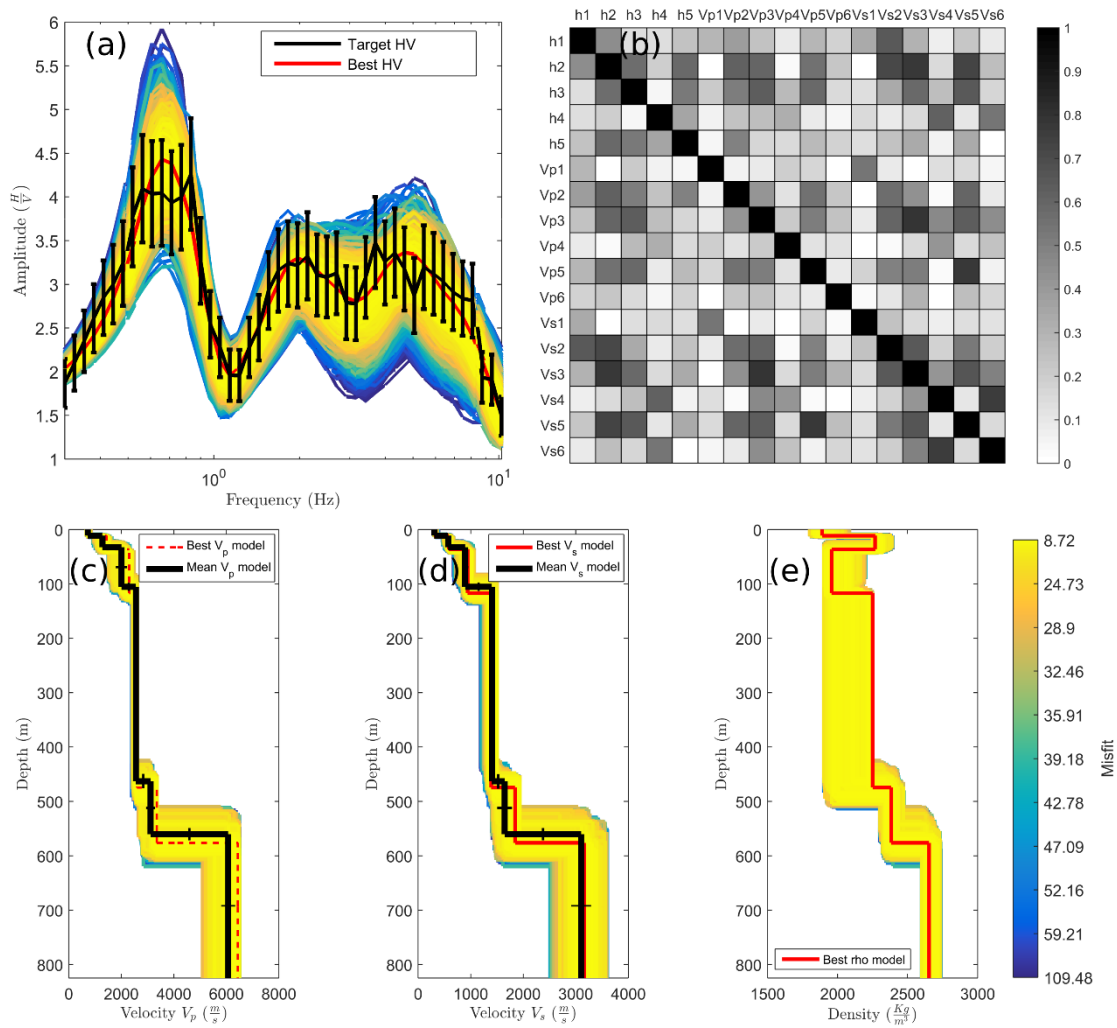 (a)
Target HV
Best HV
Amplitude (H/V)
6
5.5
5
4.5
4
3.5
3
2.5
2
1.5
1
10⁰
10¹
Frequency (Hz)
(b)
h1 h2 h3 h4 h5 Vp1 Vp2 Vp3 Vp4 Vp5 Vp6 Vs1 Vs2 Vs3 Vs4 Vs5 Vs6
h1
h2
h3
h4
h5
Vp1
Vp2
Vp3
Vp4
Vp5
Vp6
Vs1
Vs2
Vs3
Vs4
Vs5
Vs6
1
0.9
0.8
0.7
0.6
0.5
0.4
0.3
0.2
0.1
0
(c)
Best Vp model
Mean Vp model
Depth (m)
0
100
200
300
400
500
600
700
800
0 2000 4000 6000 8000
Velocity Vp (m/s)
(d)
Best Vs model
Mean Vs model
Depth (m)
0
100
200
300
400
500
600
700
800
0 1000 2000 3000 4000
Velocity Vs (m/s)
(e)
Best rho model
Depth (m)
0
100
200
300
400
500
600
700
800
1500 2000 2500 3000
Density (Kg/m³)
8.72
24.73
28.9
32.46
35.91
39.18
42.78
47.04
52.16
59.21
109.48
Misfit